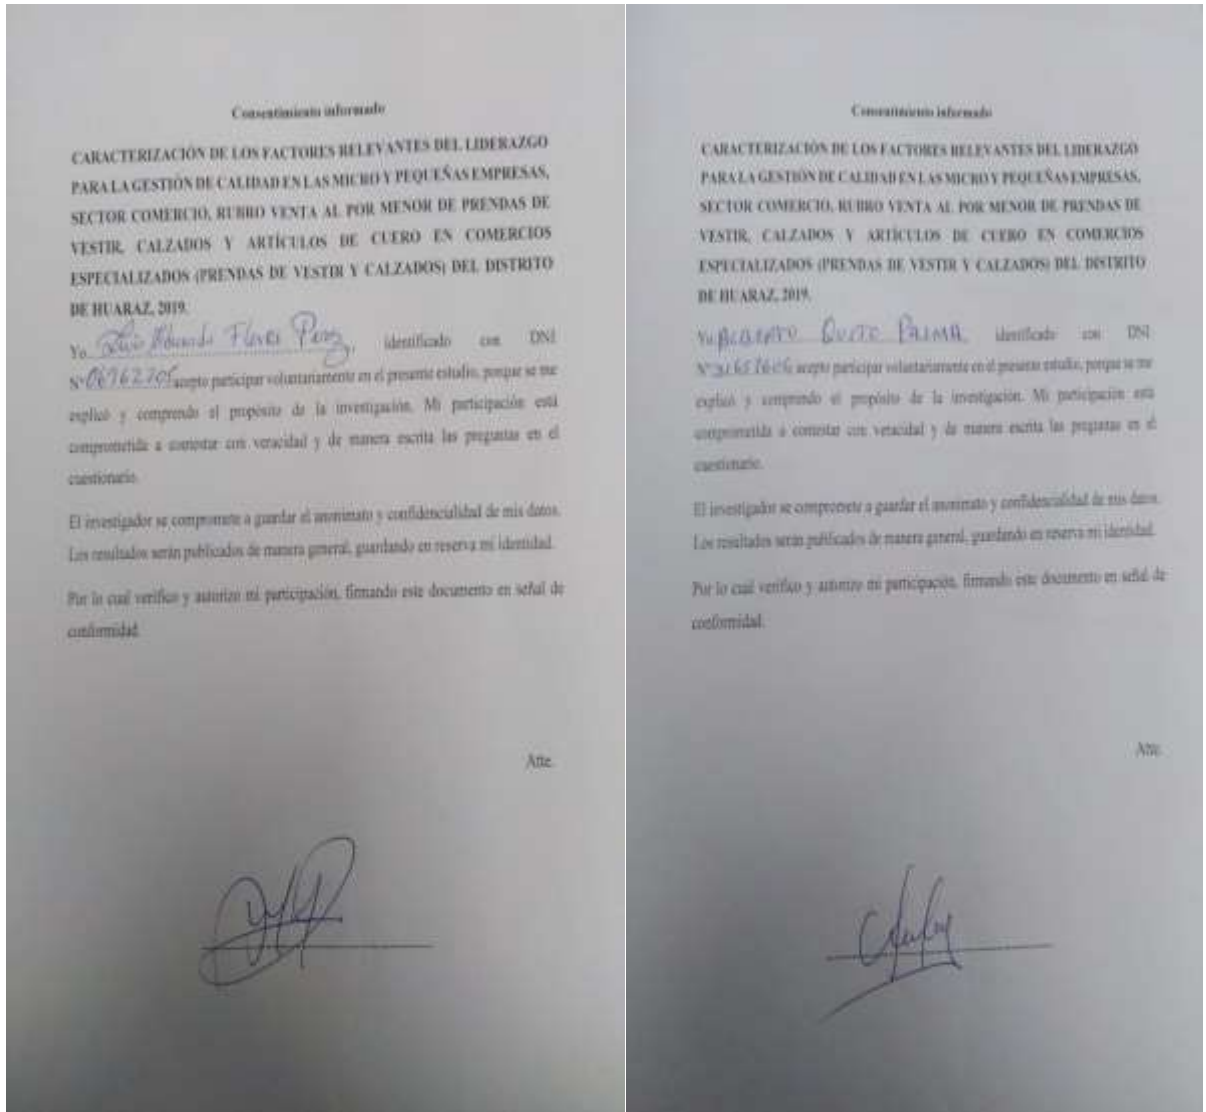 Consentimiento informado
CARACTERIZACIÓN DE LOS FACTORES RELEVANTES DEL LIDERAZGO
PARA LA GESTIÓN DE CALIDAD EN LAS MICRO Y PEQUEÑAS EMPRESAS,
SECTOR COMERCIO, RUBRO VENTA AL POR MENOR DE PRENDAS DE
VESTIR, CALZADOS Y ARTÍCULOS DE CUERO EN COMERCIOS
ESPECIALIZADOS (PRENDAS DE VESTIR Y CALZADOS) DEL DISTRITO
DE HUARAZ, 2019.
Yo Flores Perez, identificado con DNI
N° acepto participar voluntariamente en el presente estudio, porque se me
explicó y comprendo el propósito de la investigación. Mi participación está
comprometida a contestar con veracidad y de manera escrita las preguntas en el
cuestionario.
El investigador se compromete a guardar el anonimato y confidencialidad de mis datos.
Los resultados serán publicados de manera general, guardando en reserva mi identidad.
Por lo cual verifico y autorizo mi participación, firmando este documento en señal de
conformidad.
Atte.
Consentimiento informado
CARACTERIZACIÓN DE LOS FACTORES RELEVANTES DEL LIDERAZGO
PARA LA GESTIÓN DE CALIDAD EN LAS MICRO Y PEQUEÑAS EMPRESAS,
SECTOR COMERCIO, RUBRO VENTA AL POR MENOR DE PRENDAS DE
VESTIR, CALZADOS Y ARTÍCULOS DE CUERO EN COMERCIOS
ESPECIALIZADOS (PRENDAS DE VESTIR Y CALZADOS) DEL DISTRITO
DE HUARAZ, 2019.
Yo QUITO PALMA, identificado con DNI
N° acepto participar voluntariamente en el presente estudio, porque se me
explicó y comprendo el propósito de la investigación. Mi participación está
comprometida a contestar con veracidad y de manera escrita las preguntas en el
cuestionario.
El investigador se compromete a guardar el anonimato y confidencialidad de mis datos.
Los resultados serán publicados de manera general, guardando en reserva mi identidad.
Por lo cual verifico y autorizo mi participación, firmando este documento en señal de
conformidad.
Atte.